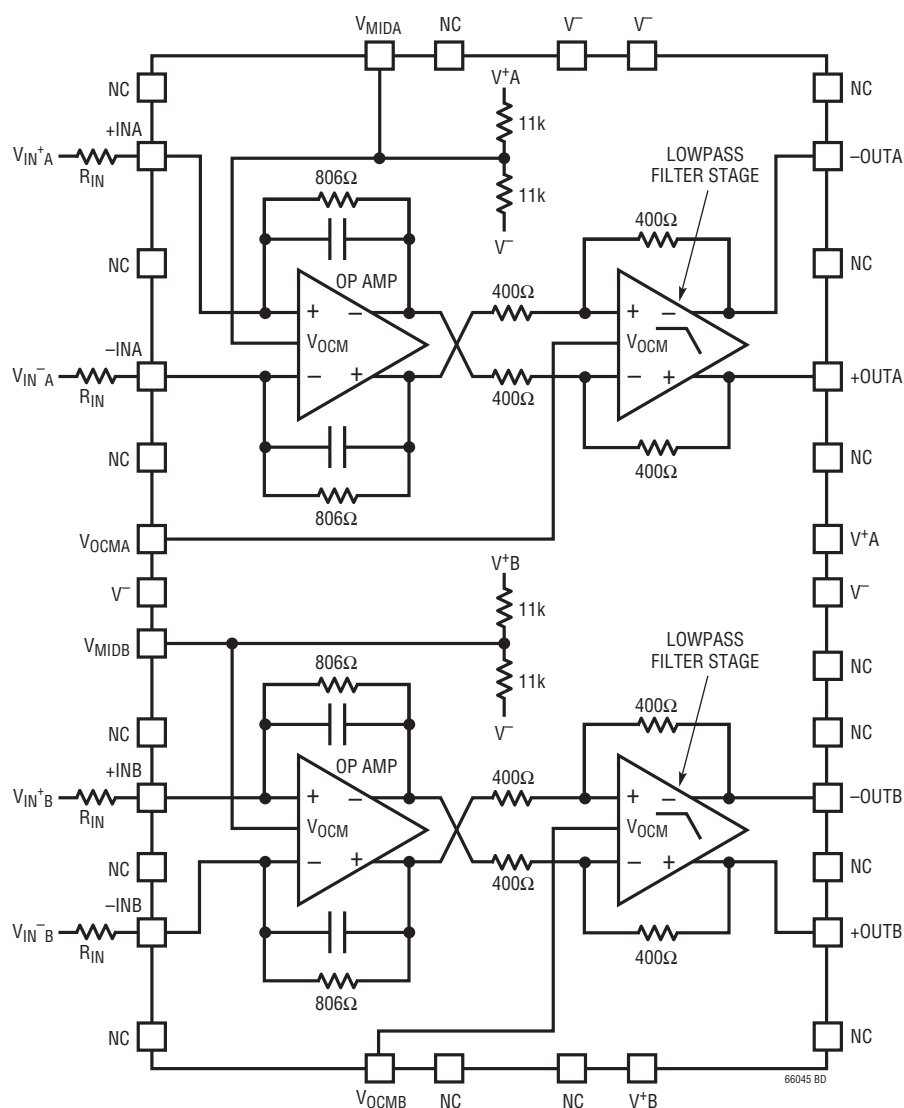 VMIDA NC V– V–
NC
NC
+INA
VIN+A
RIN
V+A
11k
11k
V–
LOWPASS
FILTER STAGE
–OUTA
806Ω
400Ω
OP AMP
NC
NC
400Ω
+ –
VOCM
– +
+ –
VOCM
– +
–INA
VIN–A
RIN
400Ω
+OUTA
400Ω
NC
NC
806Ω
VOCMA
V+A
V+B
V–
V–
11k
VMIDB
LOWPASS
FILTER STAGE
NC
806Ω
11k
V–
400Ω
NC
NC
OP AMP
+INB
VIN+B
RIN
400Ω
–OUTB
+ –
VOCM
– +
+ –
VOCM
– +
NC
NC
400Ω
–INB
VIN–B
RIN
+OUTB
400Ω
806Ω
NC
NC
66045 BD
VOCMB NC NC V+B